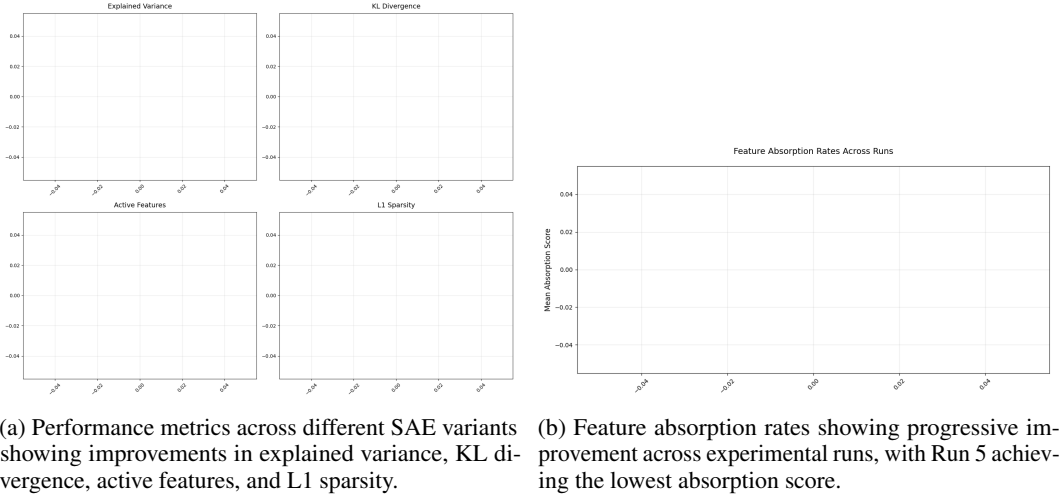 Explained Variance
0.04
0.02
0.00
−0.02
−0.04
−0.04 −0.02 0.00 0.02 0.04
KL Divergence
0.04
0.02
0.00
−0.02
−0.04
−0.04 −0.02 0.00 0.02 0.04
Active Features
0.04
0.02
0.00
−0.02
−0.04
−0.04 −0.02 0.00 0.02 0.04
L1 Sparsity
0.04
0.02
0.00
−0.02
−0.04
−0.04 −0.02 0.00 0.02 0.04
(a) Performance metrics across different SAE variants
showing improvements in explained variance, KL di-
vergence, active features, and L1 sparsity.
Feature Absorption Rates Across Runs
Mean Absorption Score
0.04
0.02
0.00
−0.02
−0.04
−0.04 −0.02 0.00 0.02 0.04
(b) Feature absorption rates showing progressive im-
provement across experimental runs, with Run 5 achiev-
ing the lowest absorption score.